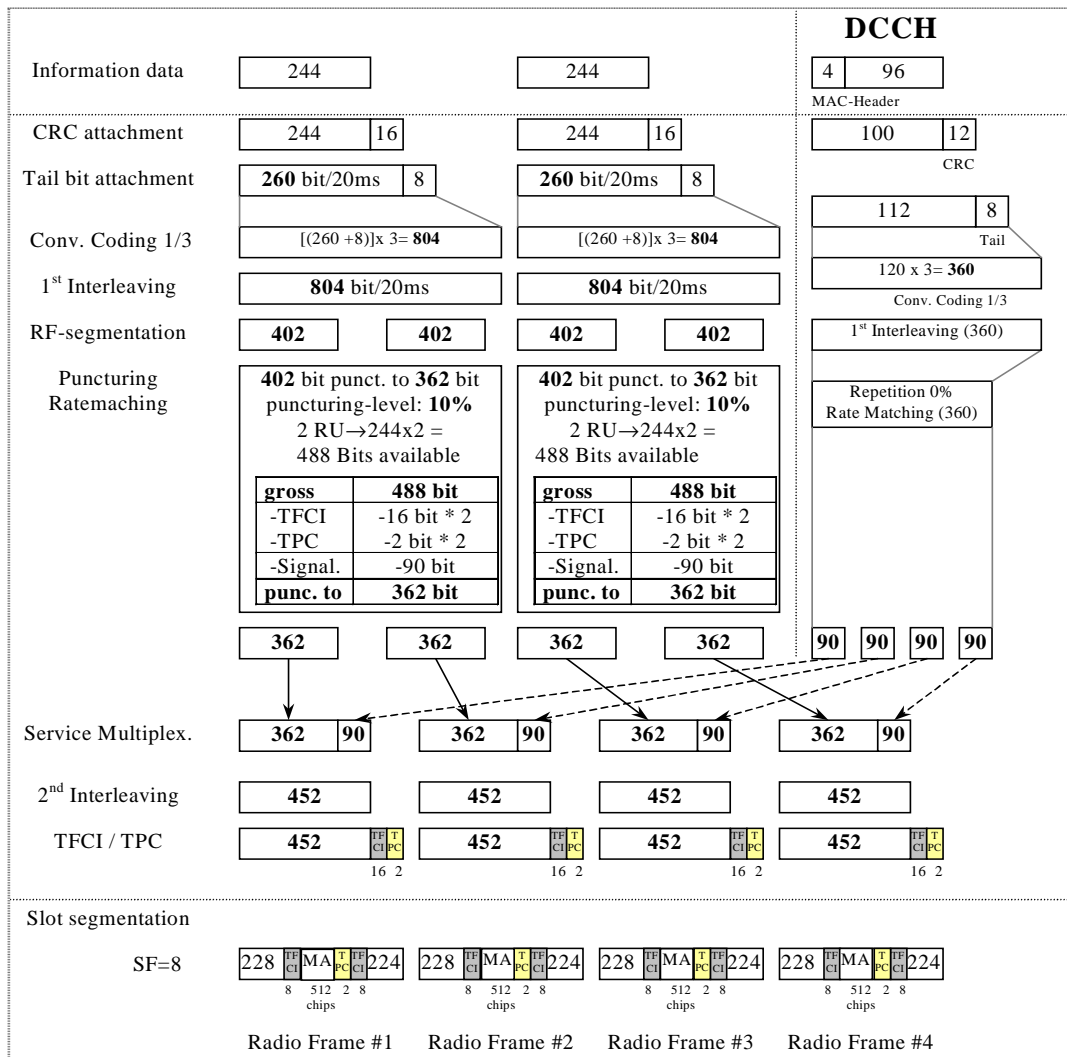 DCCH
Information data 244 244 4 96
MAC-Header
CRC attachment 244 16 244 16 100 12
CRC
Tail bit attachment 260 bit/20ms 8 260 bit/20ms 8
112 8
Tail
Conv. Coding 1/3 [(260 +8)]x 3= 804 [(260 +8)]x 3= 804
120 x 3= 360
Conv. Coding 1/3
1st Interleaving 804 bit/20ms 804 bit/20ms
RF-segmentation 402 402 402 402 1st Interleaving (360)
Puncturing
Ratemaching
402 bit punct. to 362 bit
puncturing-level: 10%
2 RU→244x2 =
488 Bits available
gross 488 bit
-TFCI -16 bit * 2
-TPC -2 bit * 2
-Signal. -90 bit
punc. to 362 bit
402 bit punct. to 362 bit
puncturing-level: 10%
2 RU→244x2 =
488 Bits available
gross 488 bit
-TFCI -16 bit * 2
-TPC -2 bit * 2
-Signal. -90 bit
punc. to 362 bit
Repetition 0%
Rate Matching (360)
362 362 362 362 90 90 90 90
Service Multiplex. 362 90 362 90 362 90 362 90
2nd Interleaving 452 452 452 452
TFCI / TPC 452 TF CI T PC 452 TF CI T PC 452 TF CI T PC 452 TF CI T PC
16 2 16 2 16 2 16 2
Slot segmentation
SF=8 228 TF CI MA T PC TF CI 224 228 TF CI MA T PC TF CI 224 228 TF CI MA T PC TF CI 224 228 TF CI MA T PC TF CI 224
8 512 2 8 8 512 2 8 8 512 2 8 8 512 2 8
chips chips chips chips
Radio Frame #1 Radio Frame #2 Radio Frame #3 Radio Frame #4